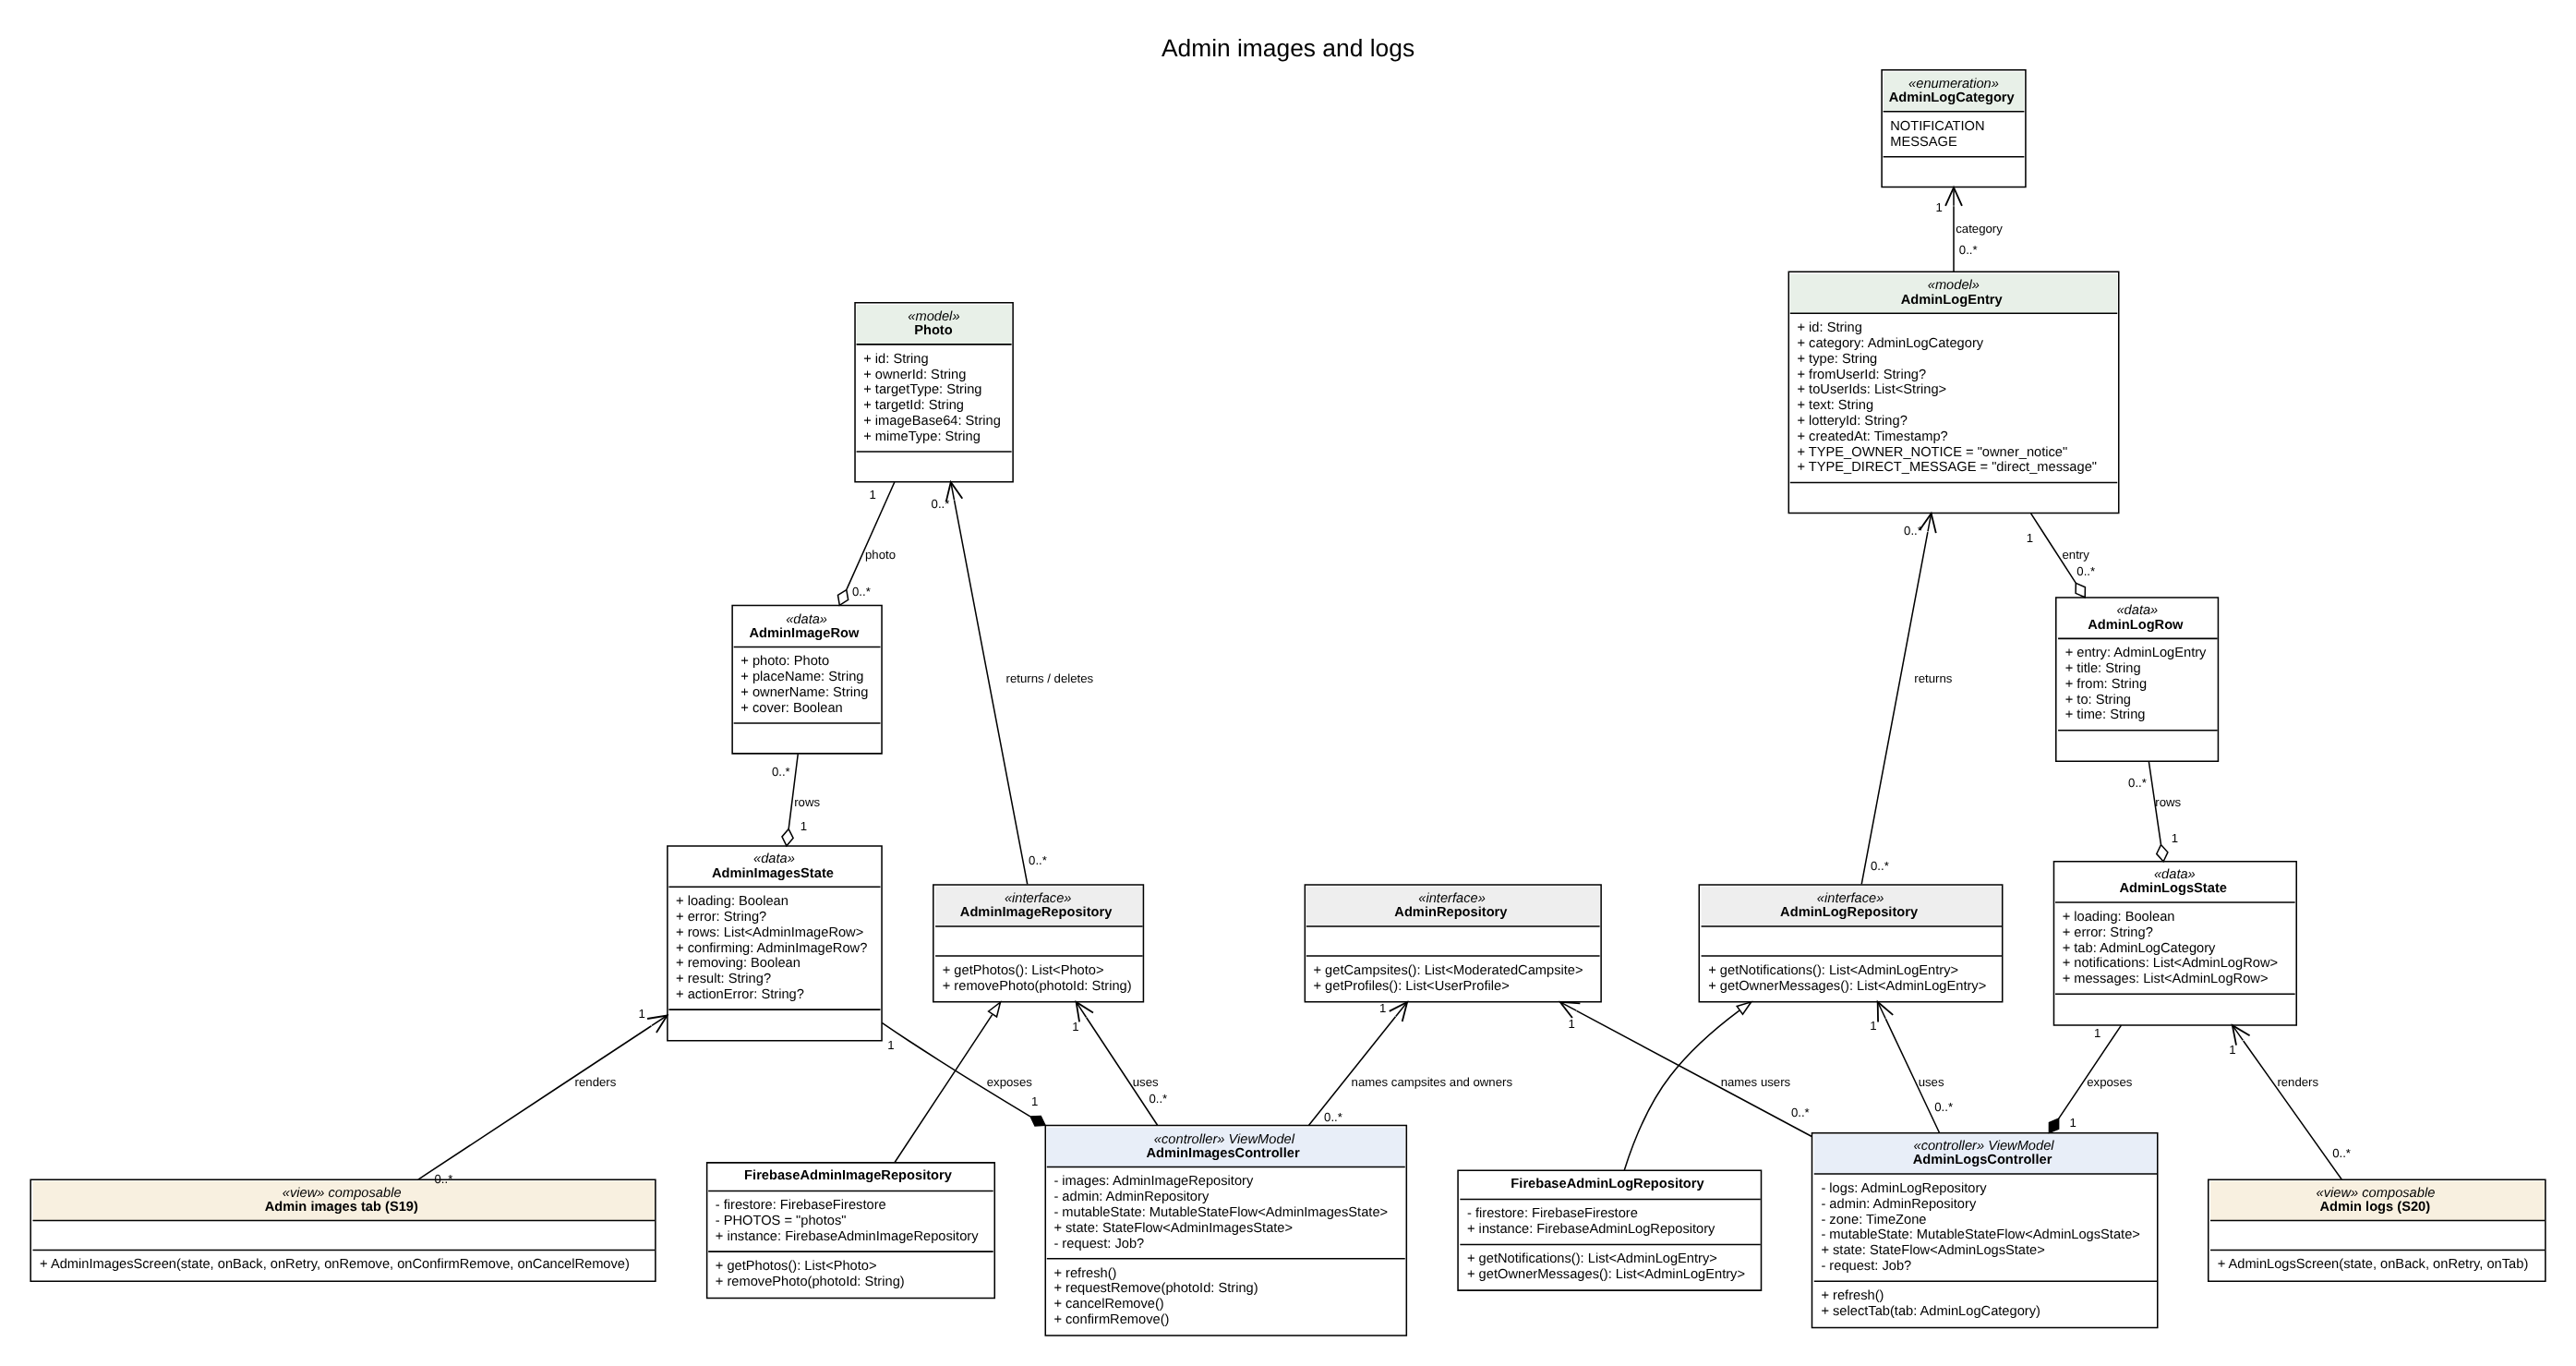 Admin images and logs
«enumeration»
AdminLogCategory
NOTIFICATION
MESSAGE
1
category
0..*
«model»
AdminLogEntry
+ id: String
+ category: AdminLogCategory
+ type: String
+ fromUserId: String?
+ toUserIds: List<String>
+ text: String
+ lotteryId: String?
+ createdAt: Timestamp?
+ TYPE_OWNER_NOTICE = "owner_notice"
+ TYPE_DIRECT_MESSAGE = "direct_message"
«model»
Photo
+ id: String
+ ownerId: String
+ targetType: String
+ targetId: String
+ imageBase64: String
+ mimeType: String
1
0..*
photo
0..*
0..*
1
entry
0..*
«data»
AdminImageRow
+ photo: Photo
+ placeName: String
+ ownerName: String
+ cover: Boolean
returns / deletes
returns
«data»
AdminLogRow
+ entry: AdminLogEntry
+ title: String
+ from: String
+ to: String
+ time: String
0..*
rows
1
0..*
0..*
0..*
rows
1
«data»
AdminImagesState
+ loading: Boolean
+ error: String?
+ rows: List<AdminImageRow>
+ confirming: AdminImageRow?
+ removing: Boolean
+ result: String?
+ actionError: String?
«interface»
AdminImageRepository
+ getPhotos(): List<Photo>
+ removePhoto(photoId: String)
«interface»
AdminRepository
+ getCampsites(): List<ModeratedCampsite>
+ getProfiles(): List<UserProfile>
«interface»
AdminLogRepository
+ getNotifications(): List<AdminLogEntry>
+ getOwnerMessages(): List<AdminLogEntry>
«data»
AdminLogsState
+ loading: Boolean
+ error: String?
+ tab: AdminLogCategory
+ notifications: List<AdminLogRow>
+ messages: List<AdminLogRow>
1
1
1
1
1
1
1
1
renders
exposes
uses
names campsites and owners
names users
uses
exposes
renders
0..*
1
0..*
0..*
0..*
0..*
1
0..*
«view» composable
Admin images tab (S19)
+ AdminImagesScreen(state, onBack, onRetry, onRemove, onConfirmRemove, onCancelRemove)
FirebaseAdminImageRepository
- firestore: FirebaseFirestore
- PHOTOS = "photos"
+ instance: FirebaseAdminImageRepository
+ getPhotos(): List<Photo>
+ removePhoto(photoId: String)
«controller» ViewModel
AdminImagesController
- images: AdminImageRepository
- admin: AdminRepository
- mutableState: MutableStateFlow<AdminImagesState>
+ state: StateFlow<AdminImagesState>
- request: Job?
+ refresh()
+ requestRemove(photoId: String)
+ cancelRemove()
+ confirmRemove()
FirebaseAdminLogRepository
- firestore: FirebaseFirestore
+ instance: FirebaseAdminLogRepository
+ getNotifications(): List<AdminLogEntry>
+ getOwnerMessages(): List<AdminLogEntry>
«controller» ViewModel
AdminLogsController
- logs: AdminLogRepository
- admin: AdminRepository
- zone: TimeZone
- mutableState: MutableStateFlow<AdminLogsState>
+ state: StateFlow<AdminLogsState>
- request: Job?
+ refresh()
+ selectTab(tab: AdminLogCategory)
«view» composable
Admin logs (S20)
+ AdminLogsScreen(state, onBack, onRetry, onTab)